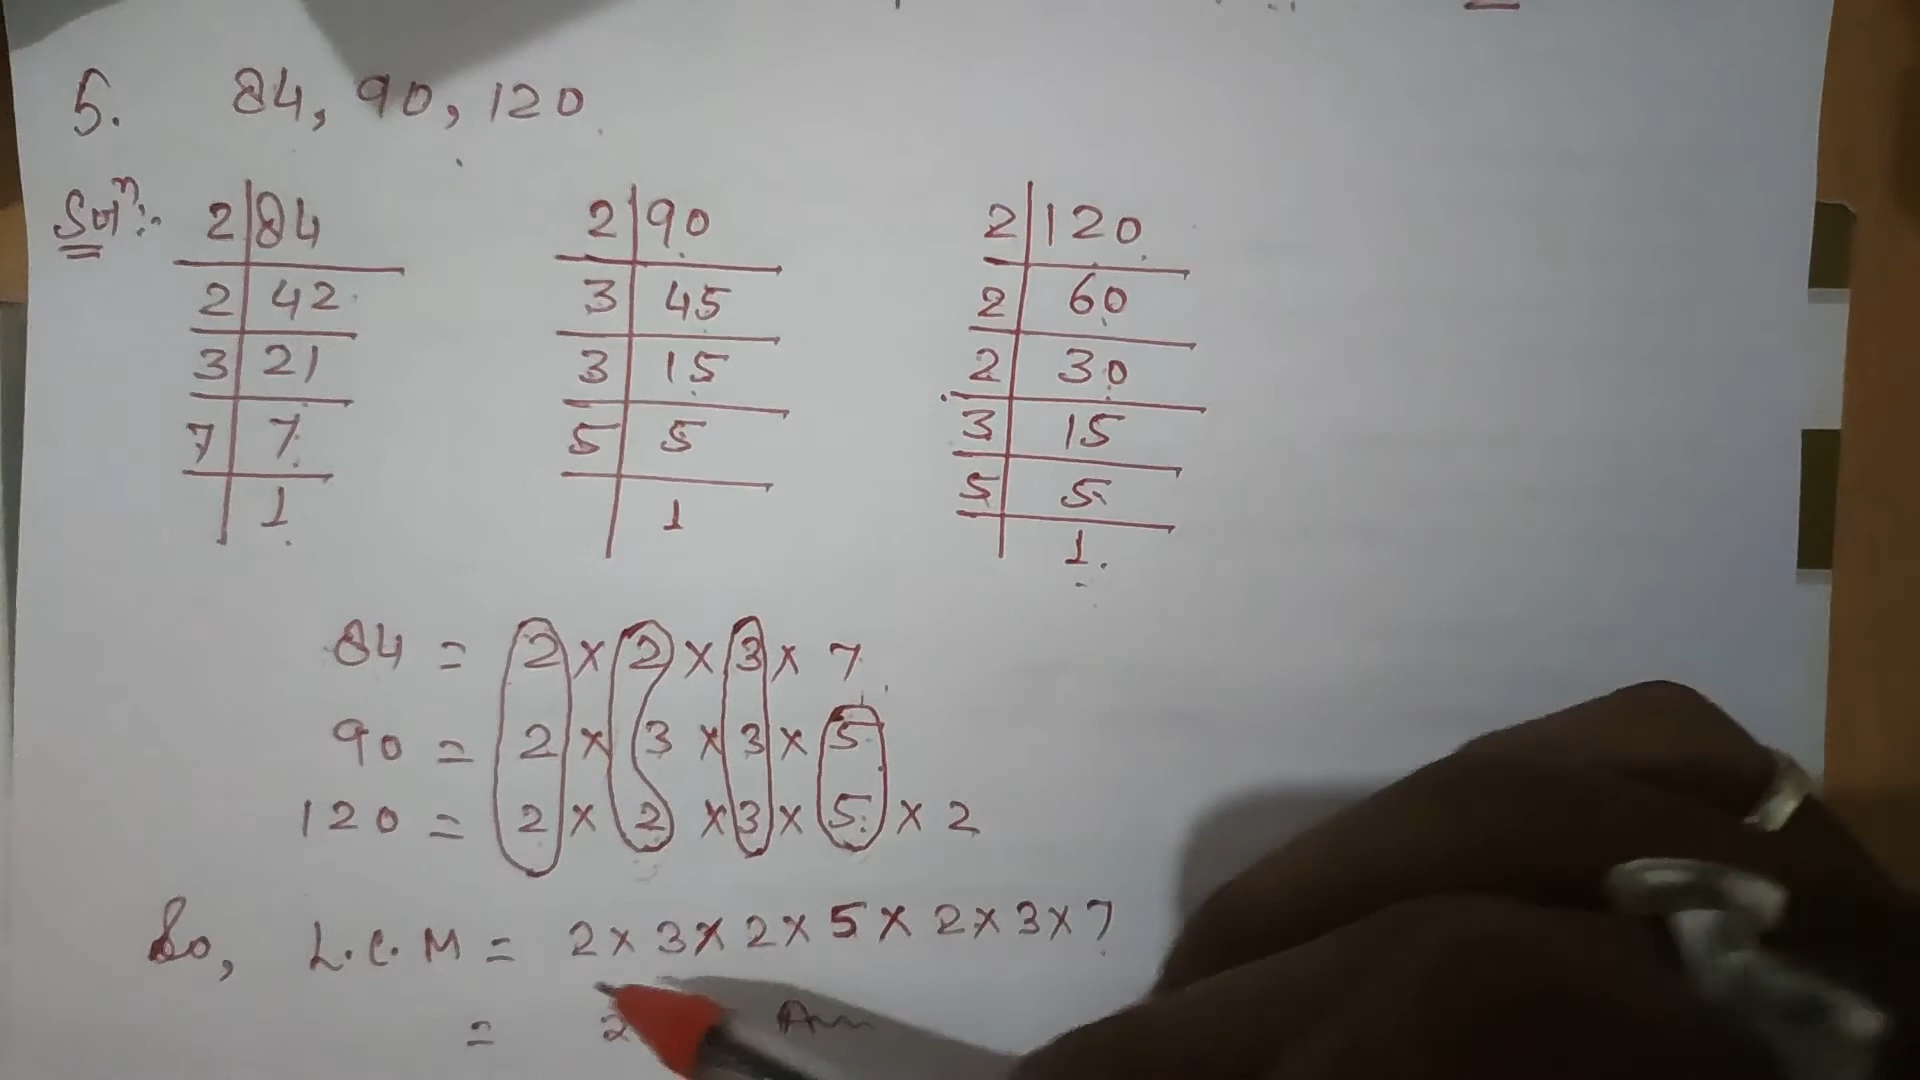 5. 84, 90, 120
Solⁿ:-
2 84
2 42
3 21
7 7
1
2 90
3 45
3 15
5 5
1
2 120
2 60
2 30
3 15
5 5
1
84 = 2 × 2 × 3 × 7
90 = 2 × 3 × 3 × 5
120 = 2 × 2 × 3 × 5 × 2
So, L.C.M = 2 × 3 × 2 × 5 × 2 × 3 × 7
= 2 Ans